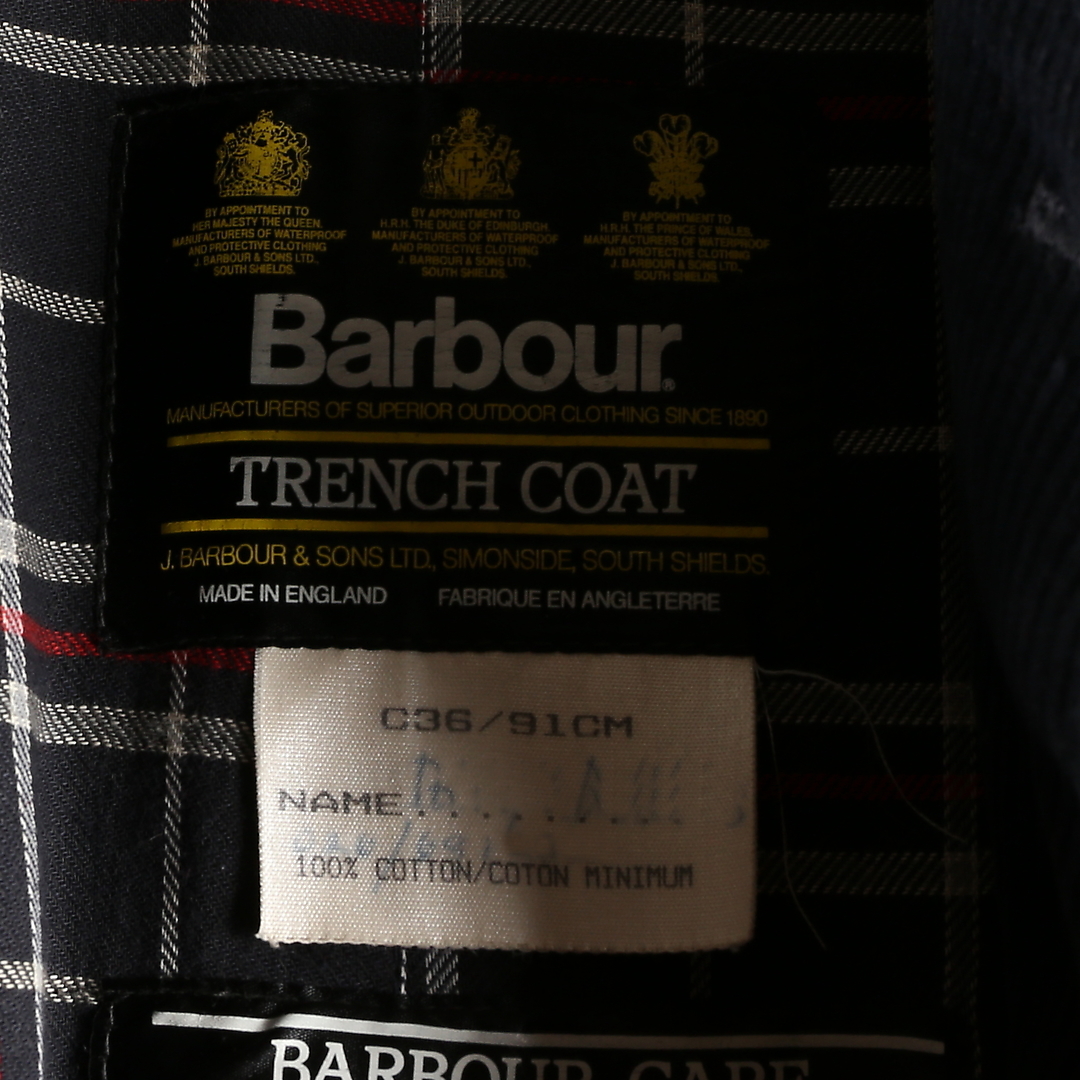 BY APPOINTMENT TO
HER MAJESTY THE QUEEN.
MANUFACTURERS OF WATERPROOF
AND PROTECTIVE CLOTHING
J. BARBOUR & SONS LTD.,
SOUTH SHIELDS.
BY APPOINTMENT TO
H.R.H. THE DUKE OF EDINBURGH.
MANUFACTURERS OF WATERPROOF
AND PROTECTIVE CLOTHING
J. BARBOUR & SONS LTD.,
SOUTH SHIELDS.
BY APPOINTMENT TO
H.R.H. THE PRINCE OF WALES.
MANUFACTURERS OF WATERPROOF
AND PROTECTIVE CLOTHING
J. BARBOUR & SONS LTD.,
SOUTH SHIELDS.
Barbour®
MANUFACTURERS OF SUPERIOR OUTDOOR CLOTHING SINCE 1890
TRENCH COAT
J. BARBOUR & SONS LTD, SIMONSIDE, SOUTH SHIELDS.
MADE IN ENGLAND FABRIQUE EN ANGLETERRE
C36/91CM
NAME
100% COTTON/COTON MINIMUM
BARBOUR CARE